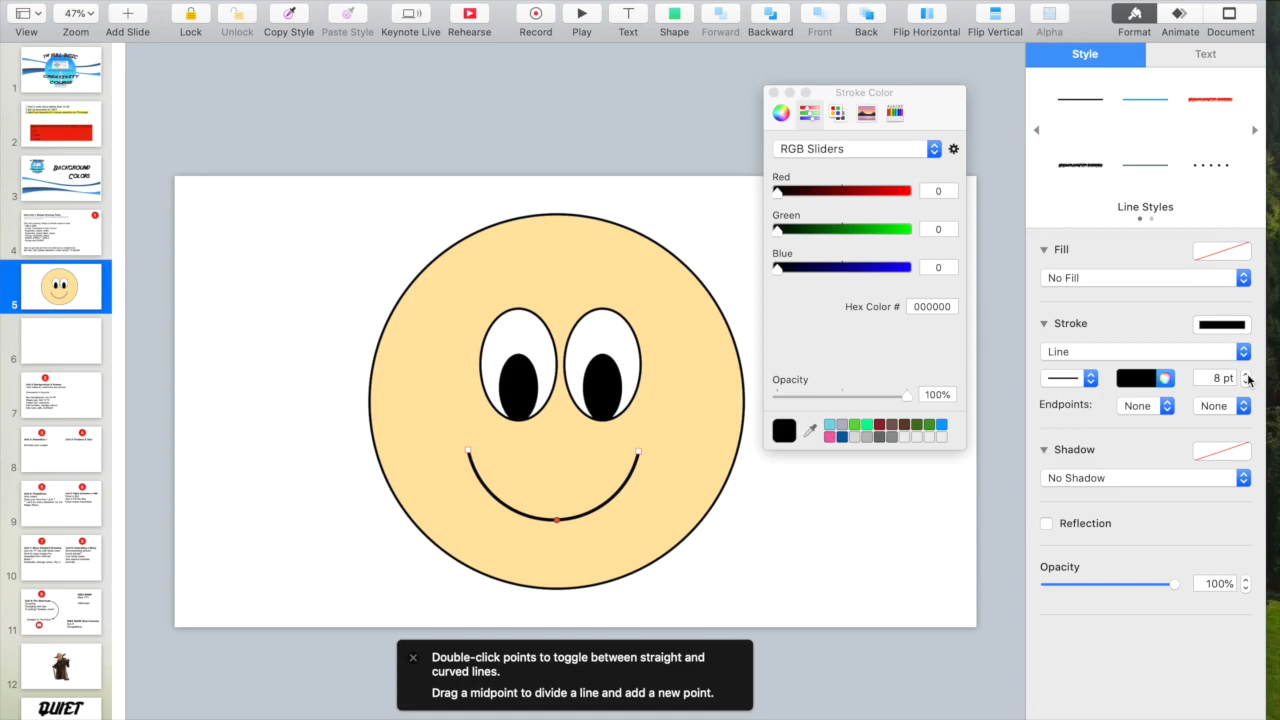 View
47%
Zoom
Add Slide
Lock
Unlock
Copy Style
Paste Style
Keynote Live
Rehearse
Record
Play
Text
Shape
Forward
Backward
Front
Back
Flip Horizontal
Flip Vertical
Alpha
Format
Animate
Document
Style
Text
Line Styles
Fill
No Fill
Stroke
Line
8 pt
Endpoints:
None
None
Shadow
No Shadow
Reflection
Opacity
100%
Stroke Color
RGB Sliders
Red
0
Green
0
Blue
0
Hex Color #
000000
Opacity
100%
Double-click points to toggle between straight and
curved lines.
Drag a midpoint to divide a line and add a new point.
1
CREATIVITY
COURSE
2
3
BACKGROUND
COLORS
4
5
6
7
8
9
10
11
12
QUIET